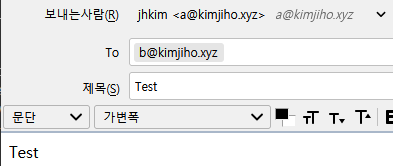 보내는사람(R) jhkim <a@kimjiho.xyz> a@kimjiho.xyz
To b@kimjiho.xyz
제목(S) Test
문단 가변폭 TT T T B
Test